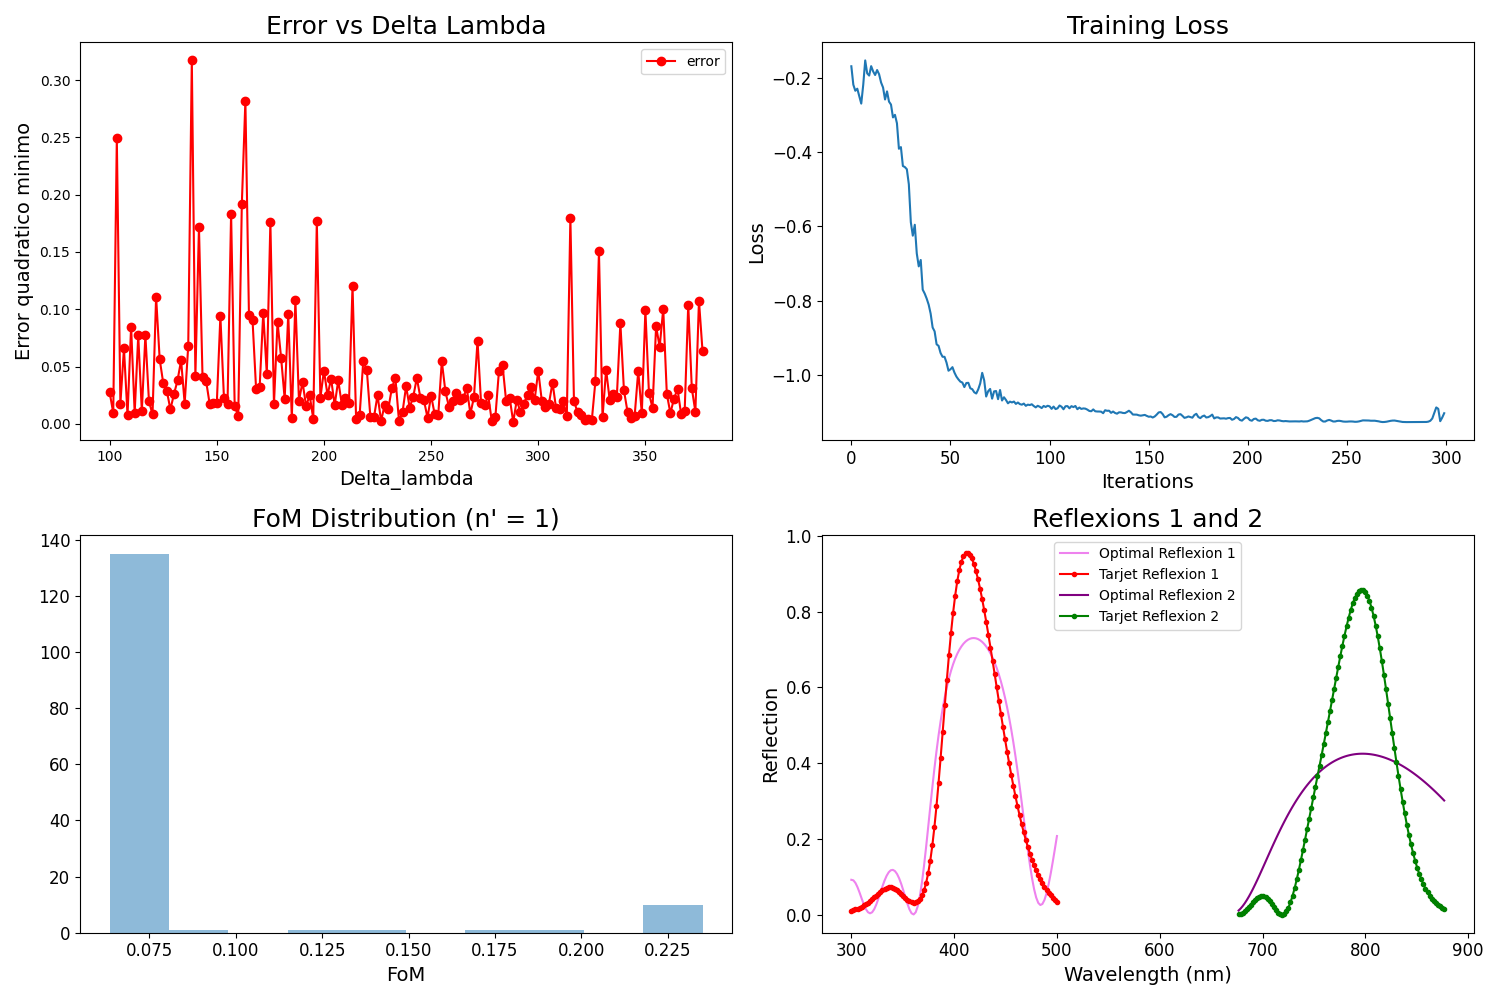 Error vs Delta Lambda
error
0.30
0.25
0.20
0.15
0.10
0.05
0.00
Error quadratico minimo
100 150 200 250 300 350
Delta_lambda
Training Loss
−0.2
−0.4
−0.6
−0.8
−1.0
Loss
0 50 100 150 200 250 300
Iterations
FoM Distribution (n' = 1)
140
120
100
80
60
40
20
0
0.075 0.100 0.125 0.150 0.175 0.200 0.225
FoM
Reflexions 1 and 2
Optimal Reflexion 1
Tarjet Reflexion 1
Optimal Reflexion 2
Tarjet Reflexion 2
1.0
0.8
0.6
0.4
0.2
0.0
Reflection
300 400 500 600 700 800 900
Wavelength (nm)